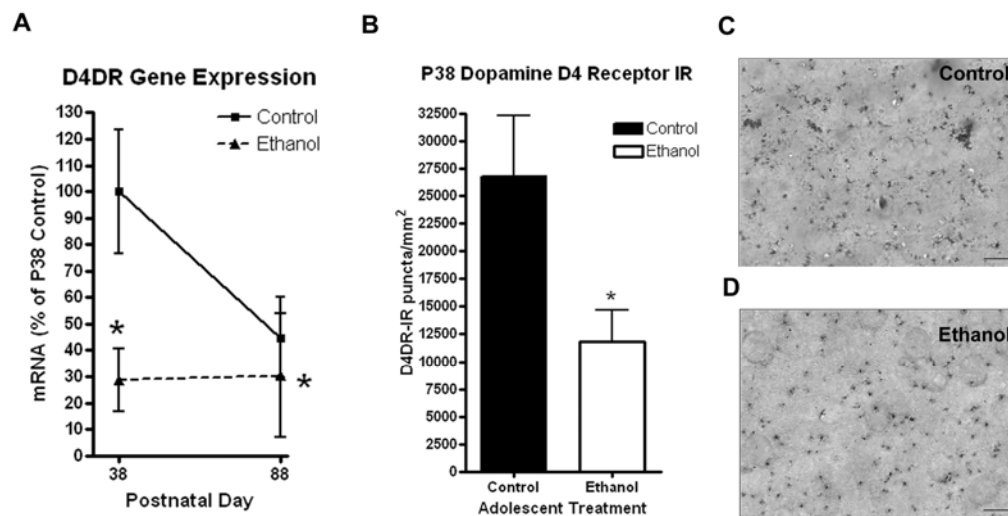 A
D4DR Gene Expression
130
120
110
100
90
80
70
60
50
40
30
20
10
0
mRNA (% of P38 Control)
Control
Ethanol
*
*
38
88
Postnatal Day
B
P38 Dopamine D4 Receptor IR
32500
30000
27500
25000
22500
20000
17500
15000
12500
10000
7500
5000
2500
0
D4DR-IR puncta/mm²
Control
Ethanol
*
Control
Ethanol
Adolescent Treatment
C
Control
D
Ethanol